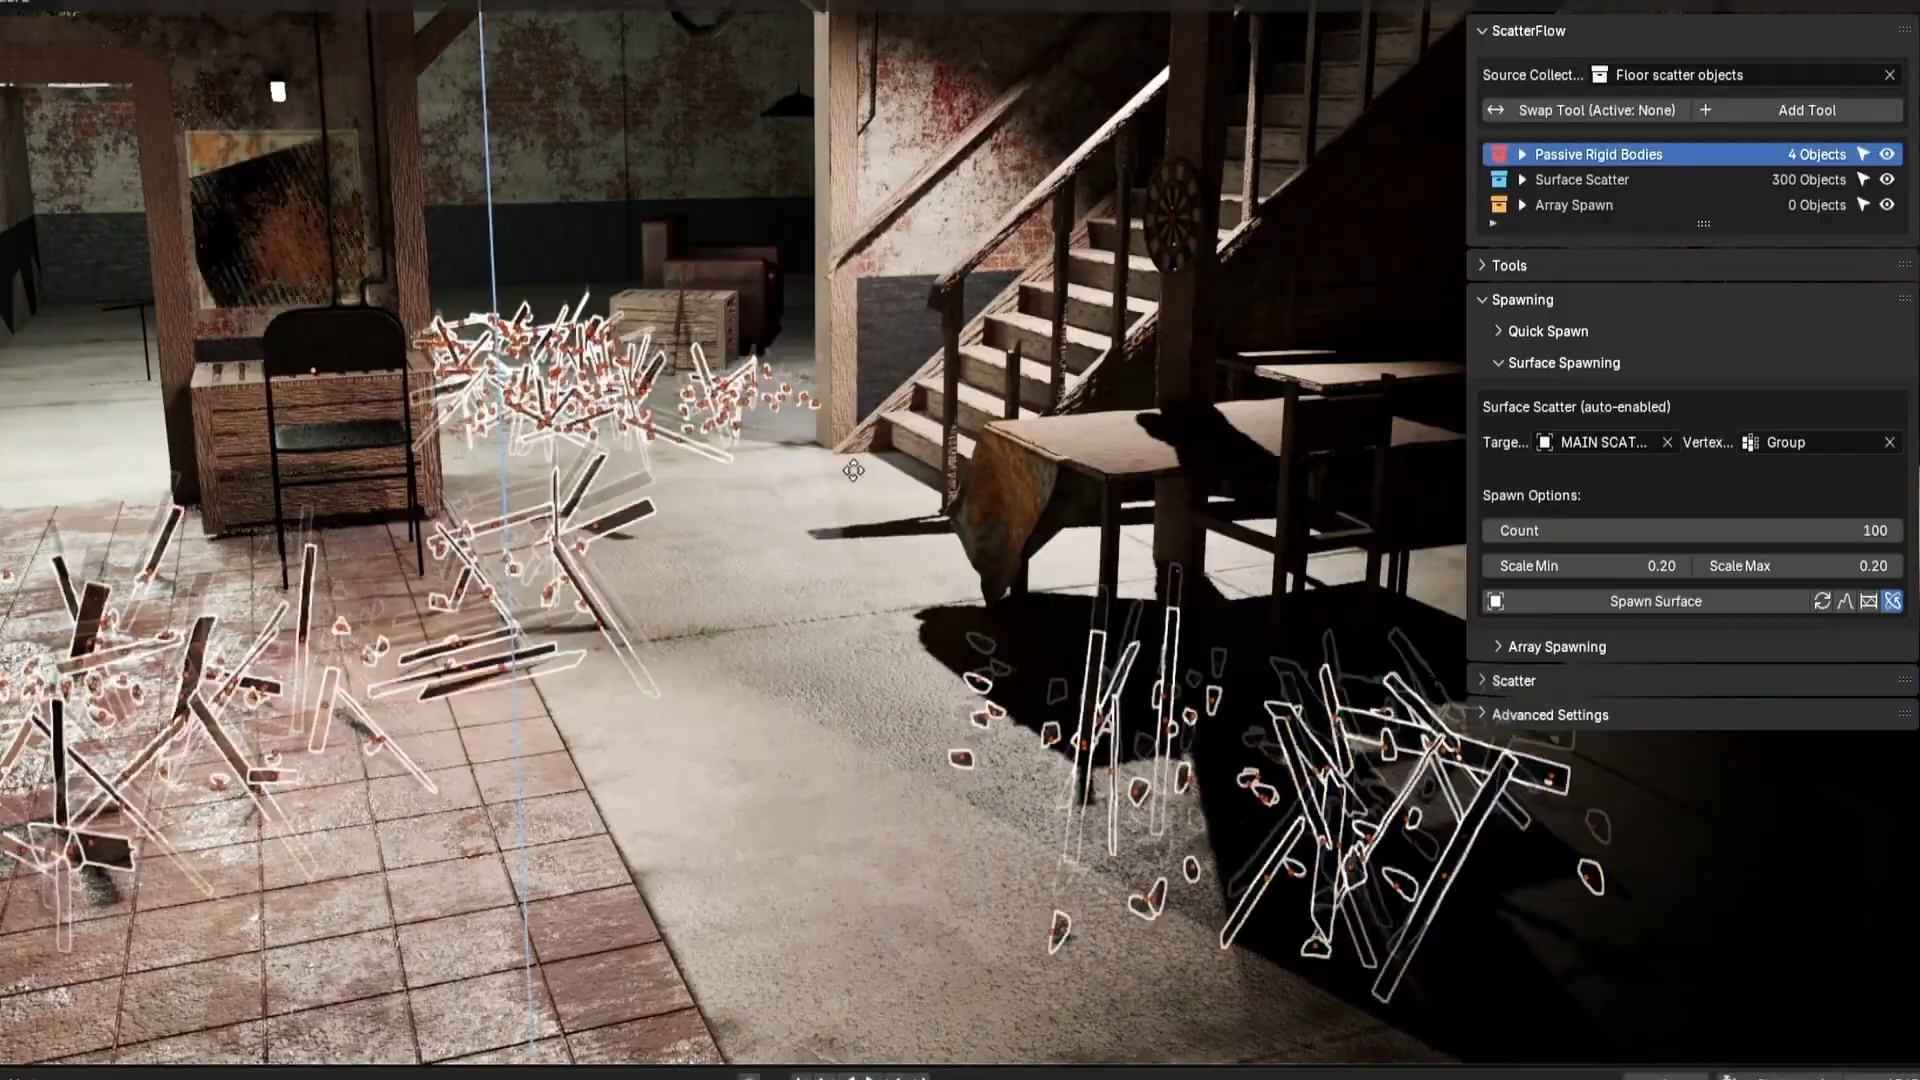 ScatterFlow
Source Collect... Floor scatter objects
Swap Tool (Active: None) Add Tool
Passive Rigid Bodies 4 Objects
Surface Scatter 300 Objects
Array Spawn 0 Objects
Tools
Spawning
Quick Spawn
Surface Spawning
Surface Scatter (auto-enabled)
Targe... MAIN SCAT... Vertex... Group
Spawn Options:
Count 100
Scale Min 0.20 Scale Max 0.20
Spawn Surface
Array Spawning
Scatter
Advanced Settings